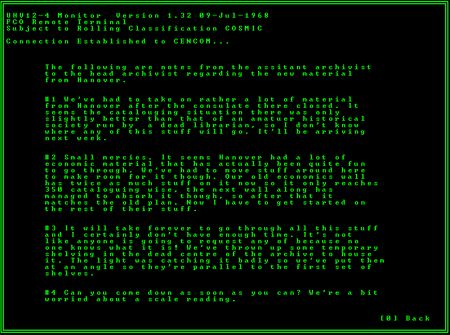 UHV12-4 Monitor  Version 1.32 09-Jul-1968
FCO Remote Terminal
Subject to Rolling Classification COSMIC
Connection Established to CENCOM...
The following are notes from the assitant archivist
to the head archivist regarding the new material
from Hanover.
#1 We've had to take on rather a lot of material
from Hanover after the consulate there closed. It
seems the catalouging situation there was only
slightly better than that of an amatuer historical
society run by a sad librarian, and I don't know
where any of this stuff will go. It'll be arriving
next week.
#2 Small mercies. It seems Hanover had a lot of
economic material that has actually been quite fun
to go through. We've had to move stuff around here
to make room for it though. Our old economics wall
has twice as much stuff on it now so it only reaches
350 cataloguing wise, the next wall along has
managed to absorb it though, so after that it
matches the old plan. Now I have to get started on
the rest of their stuff.
#3 It will take forever to go through all this stuff
and I certainly don't have enough time. It's not
like anyone is going to request any of because no
one knows what it is! We've thrown up some temporary
shelving in the dead centre of the archive to house
it. The light was catching it badly so we've put them
at an angle so they're parallel to the first set of
shelves.
#4 Can you come down as soon as you can? We're a bit
worried about a scale reading.
[0] Back